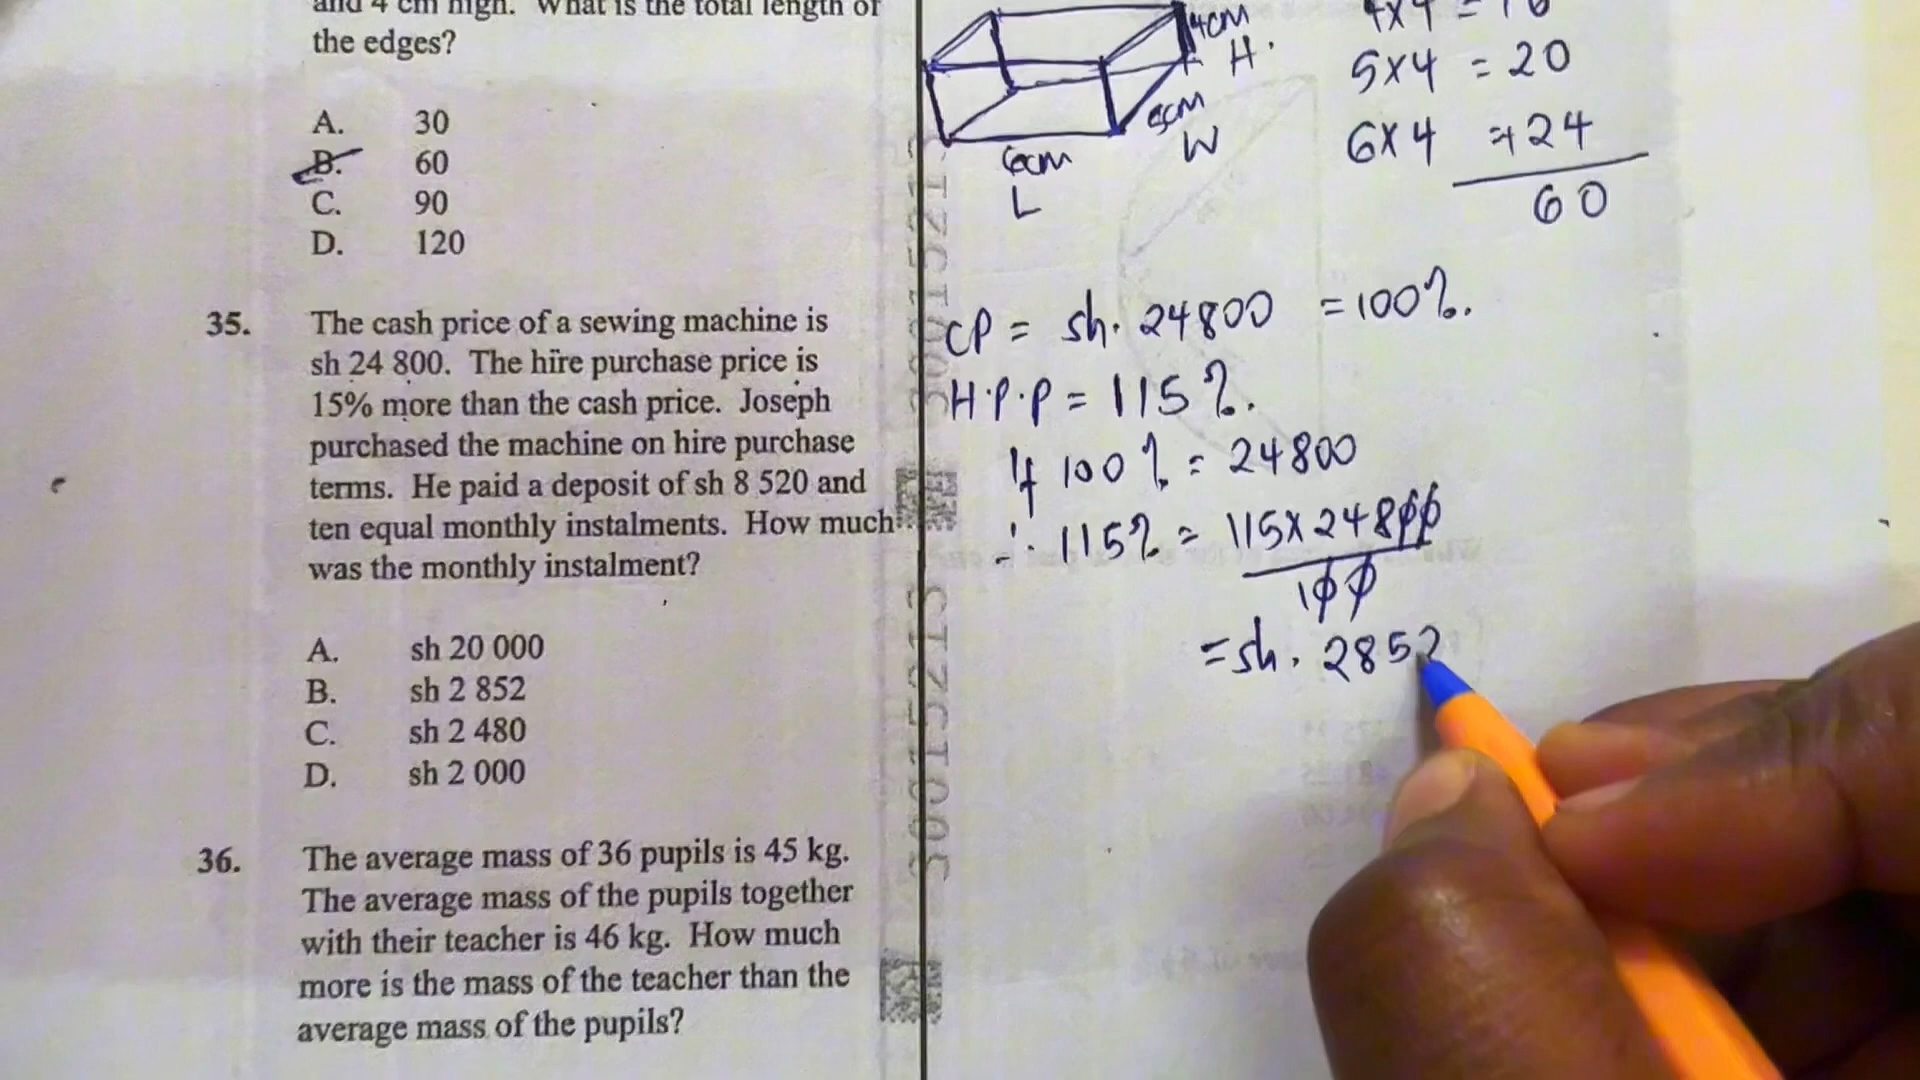 and 4 cm high. What is the total length of
the edges?
A. 30
B. 60
C. 90
D. 120
35. The cash price of a sewing machine is
sh 24 800. The hire purchase price is
15% more than the cash price. Joseph
purchased the machine on hire purchase
terms. He paid a deposit of sh 8 520 and
ten equal monthly instalments. How much
was the monthly instalment?
A. sh 20 000
B. sh 2 852
C. sh 2 480
D. sh 2 000
36. The average mass of 36 pupils is 45 kg.
The average mass of the pupils together
with their teacher is 46 kg. How much
more is the mass of the teacher than the
average mass of the pupils?
4cm
H.
5cm
W
6cm
L
4x4 = 16
5x4 = 20
6x4 =+24
60
CP = sh. 24800 = 100%.
H.P.P = 115%.
If 100% = 24800
∴ 115% = 115x24800
100
= sh. 2852